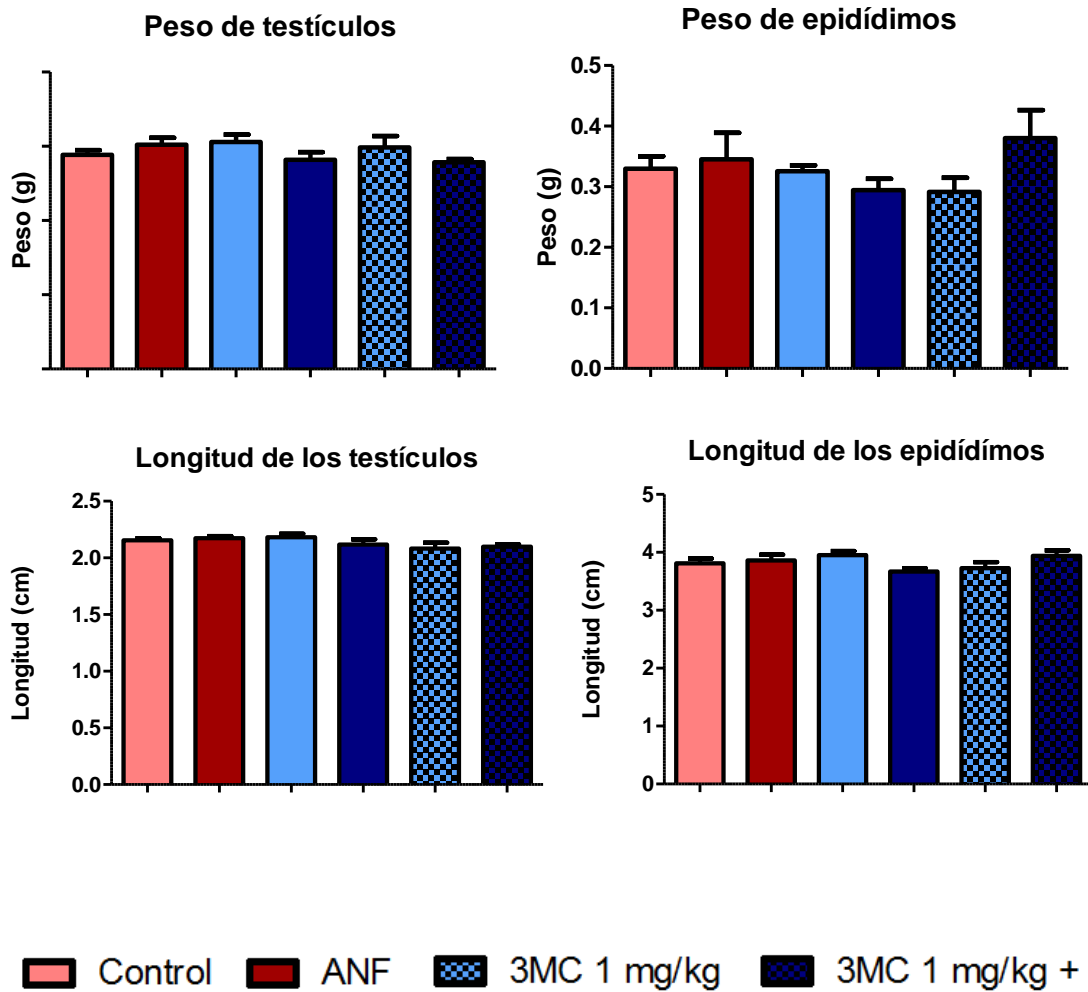 Peso de testículos
Peso (g)
Peso de epidídimos
Peso (g)
0.5
0.4
0.3
0.2
0.1
0.0
Longitud de los testículos
Longitud (cm)
2.5
2.0
1.5
1.0
0.5
0.0
Longitud de los epidídímos
Longitud (cm)
5
4
3
2
1
0
Control ANF 3MC 1 mg/kg 3MC 1 mg/kg +